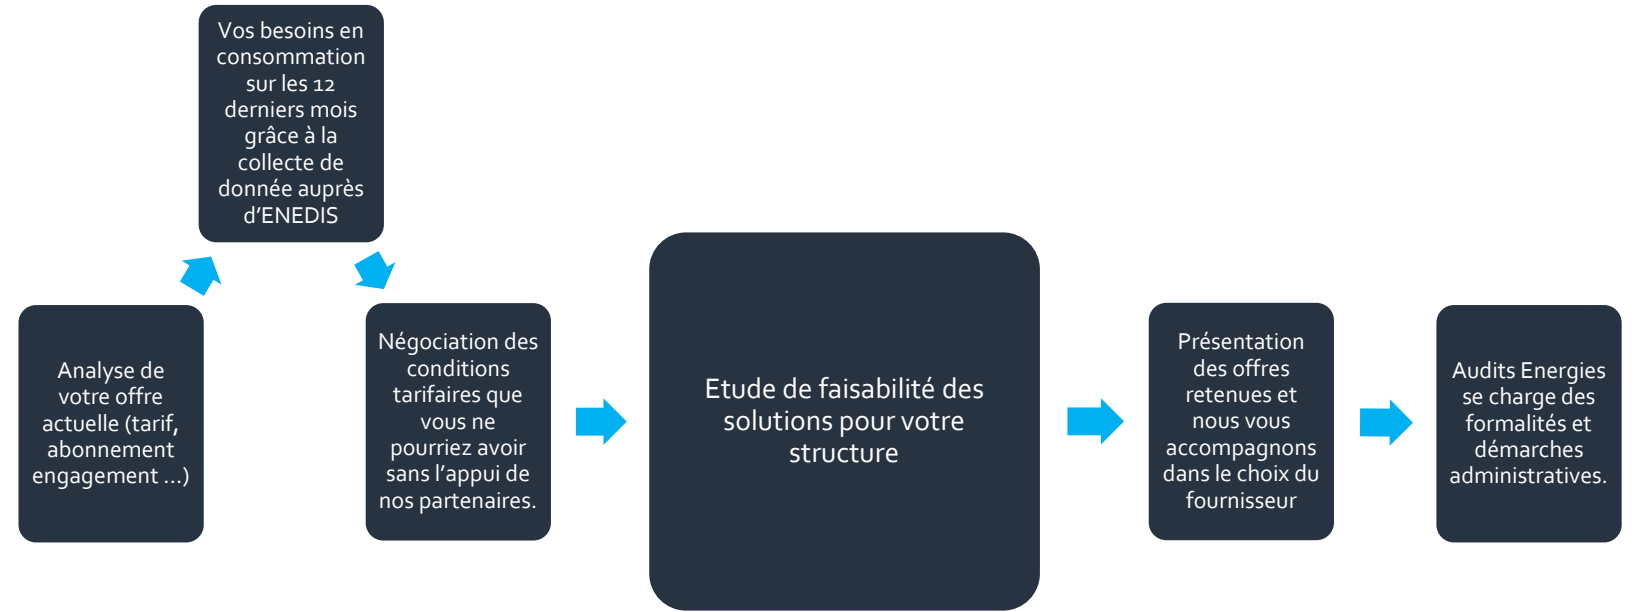 Analyse de
votre offre
actuelle (tarif,
abonnement
engagement ...)
Vos besoins en
consommation
sur les 12
derniers mois
grâce à la
collecte de
donnée auprès
d’ENEDIS
Négociation des
conditions
tarifaires que
vous ne
pourriez avoir
sans l’appui de
nos partenaires.
Etude de faisabilité des
solutions pour votre
structure
Présentation
des offres
retenues et
nous vous
accompagnons
dans le choix du
fournisseur
Audits Energies
se charge des
formalités et
démarches
administratives.